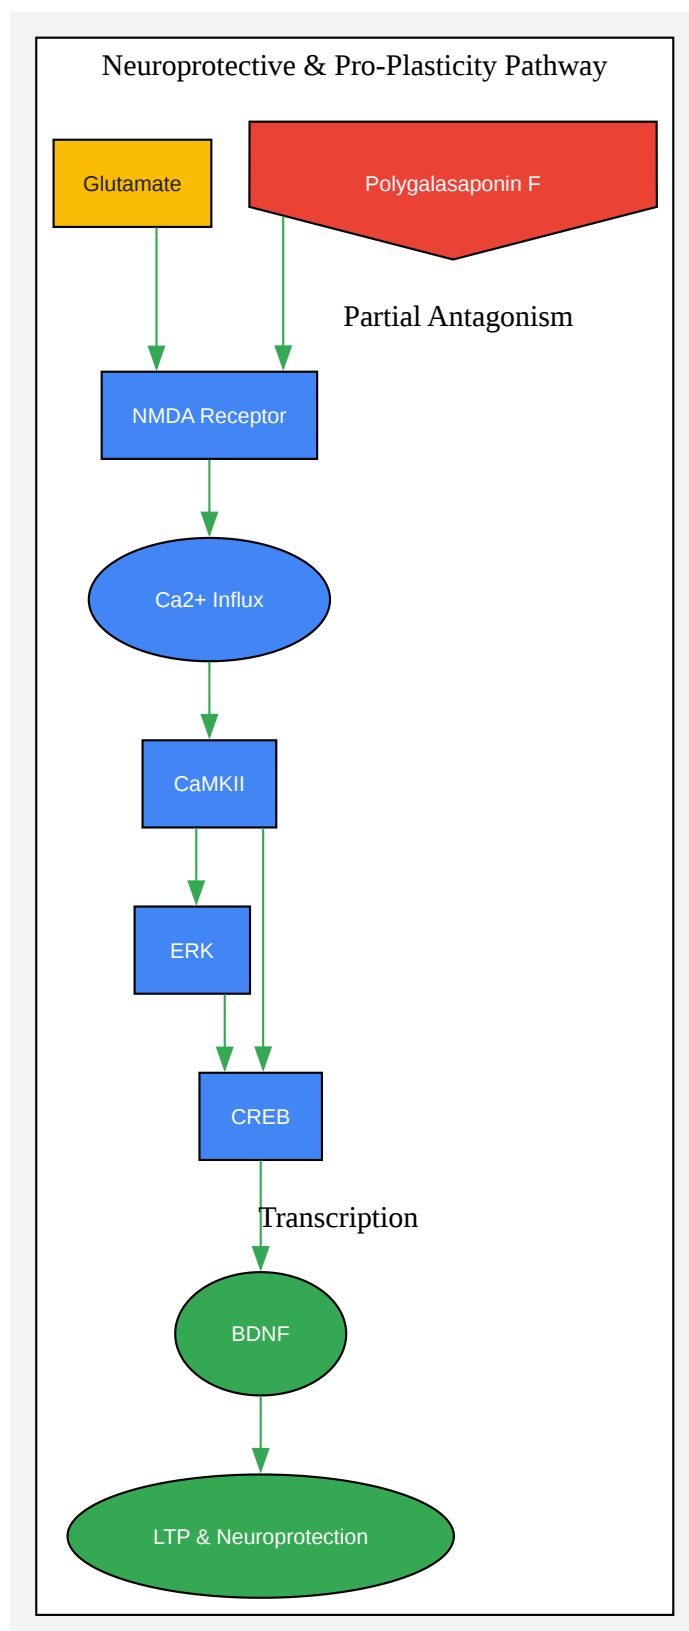 Neuroprotective & Pro-Plasticity Pathway
Glutamate
Polygalasaponin F
Partial Antagonism
NMDA Receptor
Ca2+ Influx
CaMKII
ERK
CREB
Transcription
BDNF
LTP & Neuroprotection